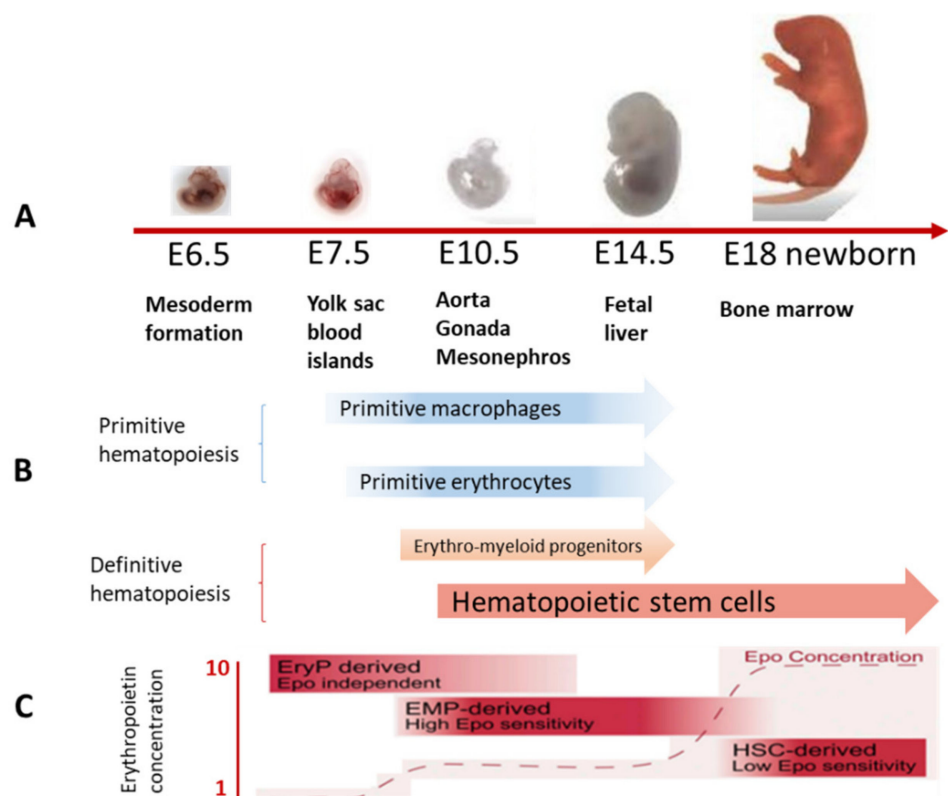 A
E6.5
E7.5
E10.5
E14.5
E18 newborn
Mesoderm
formation
Yolk sac
blood
islands
Aorta
Gonada
Mesonephros
Fetal
liver
Bone marrow
B
Primitive
hematopoiesis
Primitive macrophages
Primitive erythrocytes
Definitive
hematopoiesis
Erythro-myeloid progenitors
Hematopoietic stem cells
C
Erythropoietin
concentration
10
1
EryP derived
Epo independent
EMP-derived
High Epo sensitivity
Epo Concentration
HSC-derived
Low Epo sensitivity